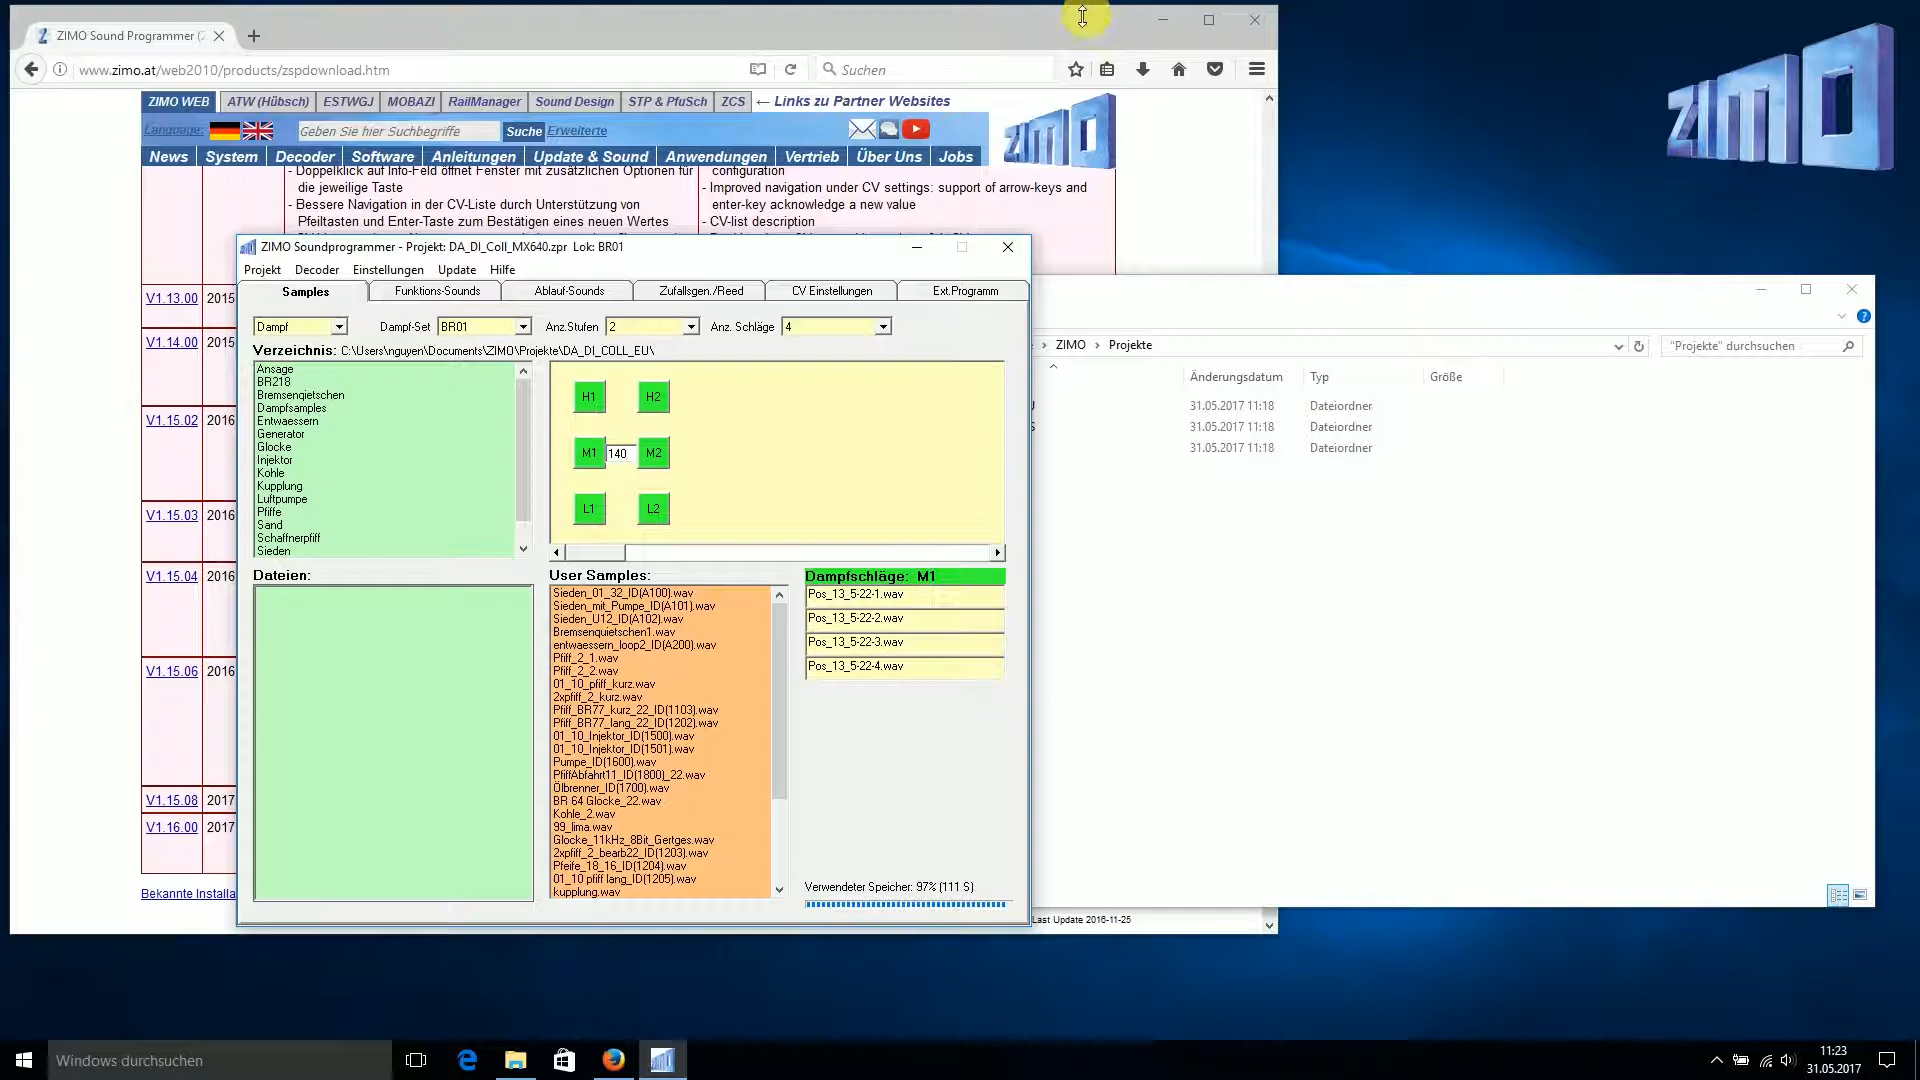 ZIMO Sound Programmer (Z
www.zimo.at/web2010/products/zspdownload.htm
Suchen
ZIMO WEB
ATW (Hübsch)
ESTWGJ
MOBAZI
RailManager
Sound Design
STP & PfuSch
ZCS
← Links zu Partner Websites
Language:
Geben Sie hier Suchbegriffe
Suche
Erweiterte
ZIMO
ZIMO
News
System
Decoder
Software
Anleitungen
Update & Sound
Anwendungen
Vertrieb
Über Uns
Jobs
- Doppelklick auf Info-Feld öffnet Fenster mit zusätzlichen Optionen für
die jeweilige Taste
- Bessere Navigation in der CV-Liste durch Unterstützung von
Pfeiltasten und Enter-Taste zum Bestätigen eines neuen Wertes
configuration
- Improved navigation under CV settings: support of arrow-keys and
enter-key acknowledge a new value
- CV-list description
V1.13.00 2015
V1.14.00 2015
V1.15.02 2016
V1.15.03 2016
V1.15.04 2016
V1.15.06 2016
V1.15.08 2017
V1.16.00 2017
Bekannte Installa
ZIMO Soundprogrammer - Projekt: DA_DI_Coll_MX640.zpr Lok: BR01
Projekt
Decoder
Einstellungen
Update
Hilfe
Samples
Funktions-Sounds
Ablauf-Sounds
Zufallsgen./Reed
CV Einstellungen
Ext.Programm
Dampf
Dampf-Set BR01
Anz.Stufen 2
Anz. Schläge 4
Verzeichnis: C:\Users\nguyen\Documents\ZIMO\Projekte\DA_DI_COLL_EU\
Ansage
BR218
Bremsenqietschen
Dampfsamples
Entwaessern
Generator
Glocke
Injektor
Kohle
Kupplung
Luftpumpe
Pfiffe
Sand
Schaffnerpfiff
Sieden
H1
H2
M1
140
M2
L1
L2
Dateien:
User Samples:
Sieden_01_32_ID(A100).wav
Sieden_mit_Pumpe_ID(A101).wav
Sieden_U12_ID(A102).wav
Bremsenquietschen1.wav
entwaessern_loop2_ID(A200).wav
Pfiff_2_1.wav
Pfiff_2_2.wav
01_10_pfiff_kurz.wav
2xpfiff_2_kurz.wav
Pfiff_BR77_kurz_22_ID(1103).wav
Pfiff_BR77_lang_22_ID(1202).wav
01_10_Injektor_ID(1500).wav
01_10_Injektor_ID(1501).wav
Pumpe_ID(1600).wav
PfiffAbfahrt11_ID(1800)_22.wav
Ölbrenner_ID(1700).wav
BR 64 Glocke_22.wav
Kohle_2.wav
99_lima.wav
Glocke_11kHz_8Bit_Gertges.wav
2xpfiff_2_bearb22_ID(1203).wav
Pfeife_18_16_ID(1204).wav
01_10 pfiff lang_ID(1205).wav
kupplung.wav
Dampfschläge: M1
Pos_13_5-22-1.wav
Pos_13_5-22-2.wav
Pos_13_5-22-3.wav
Pos_13_5-22-4.wav
Verwendeter Speicher: 97% (111 S)
ZIMO
Projekte
"Projekte" durchsuchen
Änderungsdatum
Typ
Größe
31.05.2017 11:18 Dateiordner
31.05.2017 11:18 Dateiordner
31.05.2017 11:18 Dateiordner
Last Update 2016-11-25
Windows durchsuchen
11:23
31.05.2017